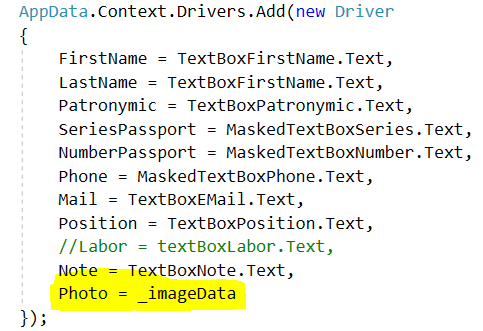 AppData.Context.Drivers.Add(new Driver
{
FirstName = TextBoxFirstName.Text,
LastName = TextBoxFirstName.Text,
Patronymic = TextBoxPatronymic.Text,
SeriesPassport = MaskedTextBoxSeries.Text,
NumberPassport = MaskedTextBoxNumber.Text,
Phone = MaskedTextBoxPhone.Text,
Mail = TextBoxEMail.Text,
Position = TextBoxPosition.Text,
//Labor = textBoxLabor.Text,
Note = TextBoxNote.Text,
Photo = _imageData
});